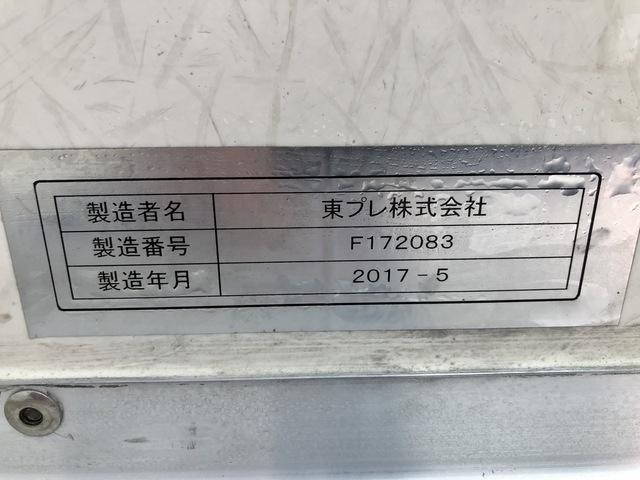 製造者名 東プレ株式会社
製造番号 F172083
製造年月 2017-5